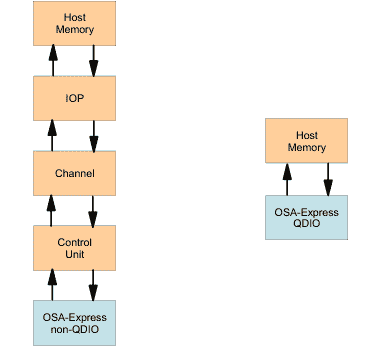 Host
Memory
IOP
Channel
Control
Unit
OSA-Express
non-QDIO
Host
Memory
OSA-Express
QDIO